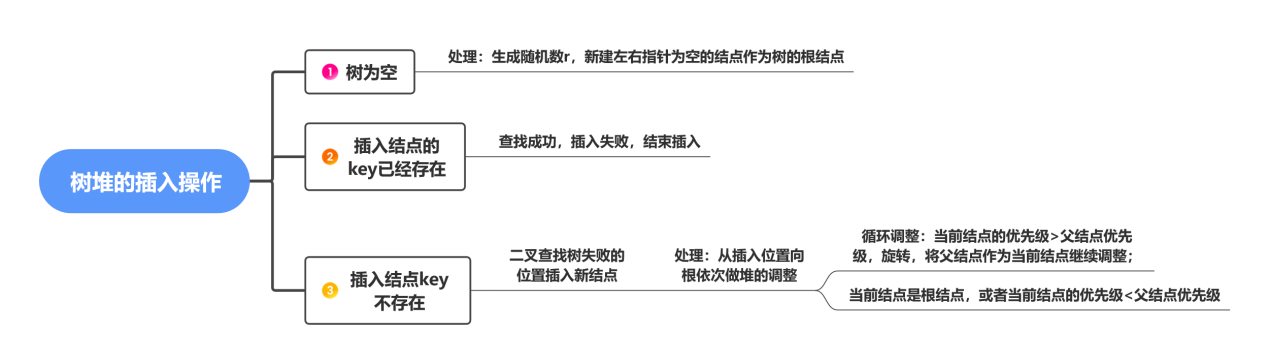 树堆的插入操作
1 树为空
处理：生成随机数r，新建左右指针为空的结点作为树的根结点
2 插入结点的
key已经存在
查找成功，插入失败，结束插入
3 插入结点key
不存在
二叉查找树失败的
位置插入新结点
处理：从插入位置向
根依次做堆的调整
循环调整：当前结点的优先级>父结点优先
级，旋转，将父结点作为当前结点继续调整；
当前结点是根结点，或者当前结点的优先级<父结点优先级